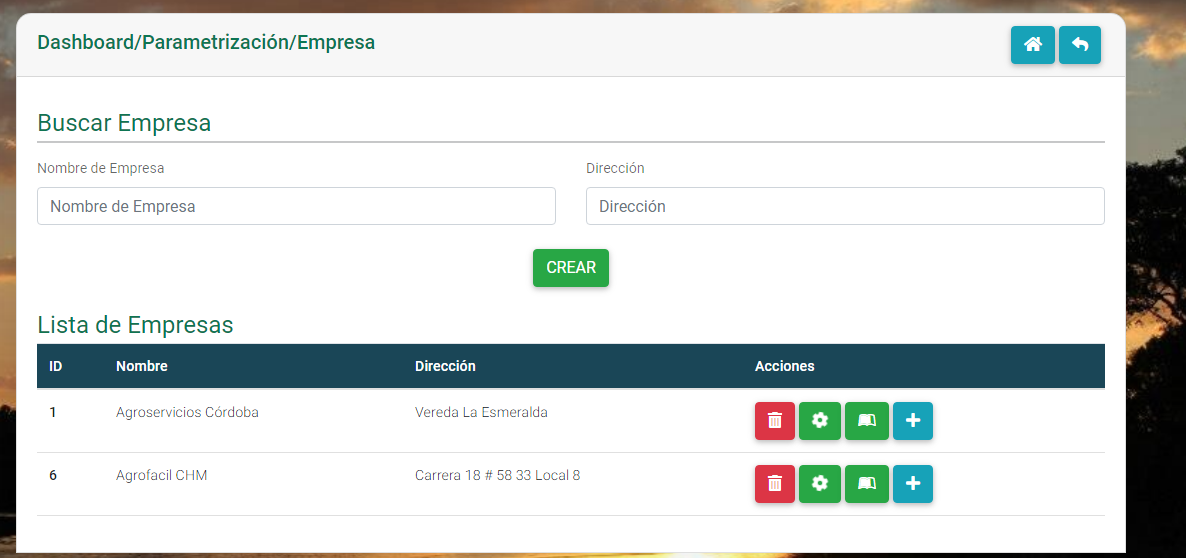 Dashboard/Parametrización/Empresa
Buscar Empresa
Nombre de Empresa Dirección
Nombre de Empresa Dirección
CREAR
Lista de Empresas
ID Nombre Dirección Acciones
1 Agroservicios Córdoba Vereda La Esmeralda
6 Agrofacil CHM Carrera 18 # 58 33 Local 8